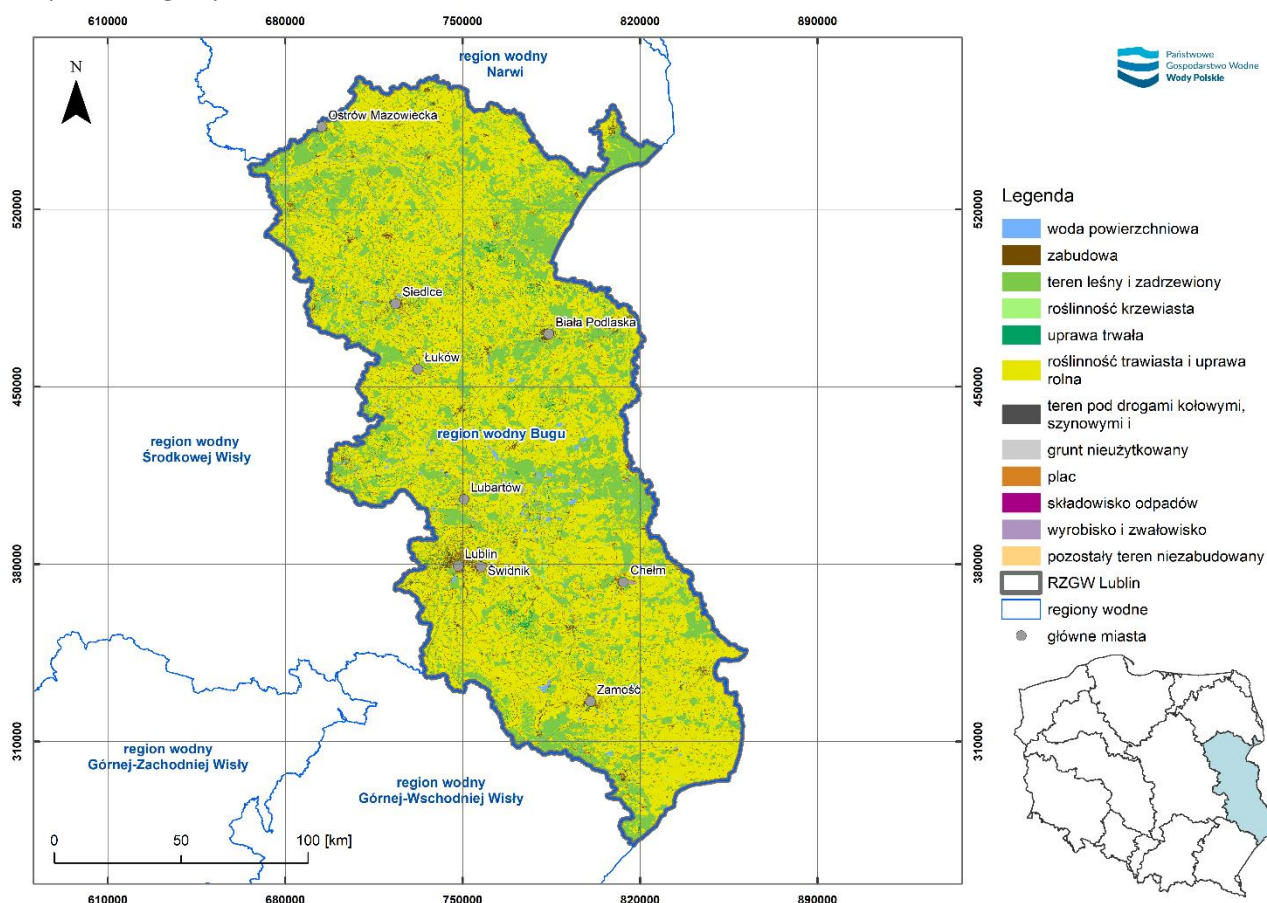 610000
680000
750000
820000
890000
region wodny
Narwi
N
Państwowe
Gospodarstwo Wodne
Wody Polskie
Ostrów Mazowiecka
520000
520000
Legenda
woda powierzchniowa
zabudowa
teren leśny i zadrzewiony
roślinność krzewiasta
uprawa trwała
roślinność trawiasta i uprawa
rolna
teren pod drogami kołowymi,
szynowymi i
grunt nieużytkowany
plac
składowisko odpadów
wyrobisko i zwałowisko
pozostały teren niezabudowany
RZGW Lublin
regiony wodne
główne miasta
Siedlce
Biała Podlaska
Łuków
450000
450000
region wodny Bugu
region wodny
Środkowej Wisły
Lubartów
Lublin
Świdnik
Chełm
380000
380000
Zamość
310000
310000
region wodny
Górnej-Zachodniej Wisły
region wodny
Górnej-Wschodniej Wisły
0
50
100 [km]
610000
680000
750000
820000
890000